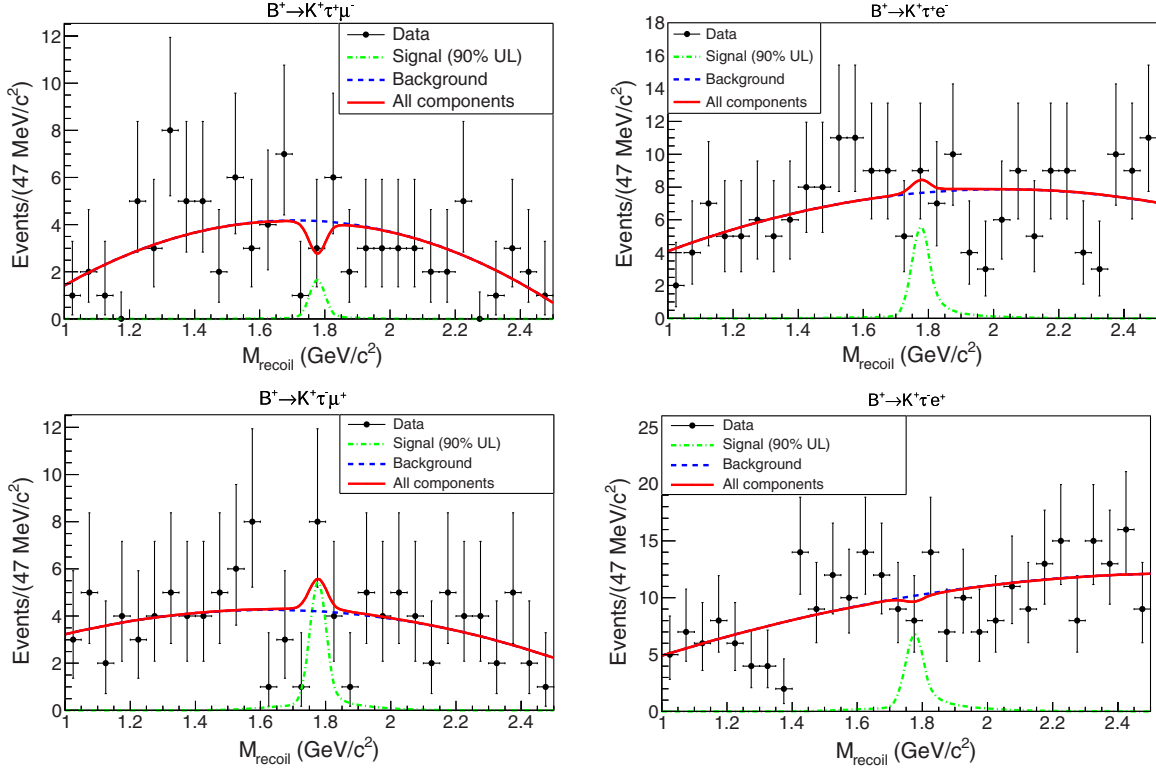 B⁺→K⁺τ⁺μ⁻
Events/(47 MeV/c²)
12
10
8
6
4
2
0
Data
Signal (90% UL)
Background
All components
1 1.2 1.4 1.6 1.8 2 2.2 2.4
M_recoil (GeV/c²)
B⁺→K⁺τ⁺e⁻
Events/(47 MeV/c²)
18
16
14
12
10
8
6
4
2
0
Data
Signal (90% UL)
Background
All components
1 1.2 1.4 1.6 1.8 2 2.2 2.4
M_recoil (GeV/c²)
B⁺→K⁺τ⁻μ⁺
Events/(47 MeV/c²)
12
10
8
6
4
2
0
Data
Signal (90% UL)
Background
All components
1 1.2 1.4 1.6 1.8 2 2.2 2.4
M_recoil (GeV/c²)
B⁺→K⁺τ⁻e⁺
Events/(47 MeV/c²)
25
20
15
10
5
0
Data
Signal (90% UL)
Background
All components
1 1.2 1.4 1.6 1.8 2 2.2 2.4
M_recoil (GeV/c²)